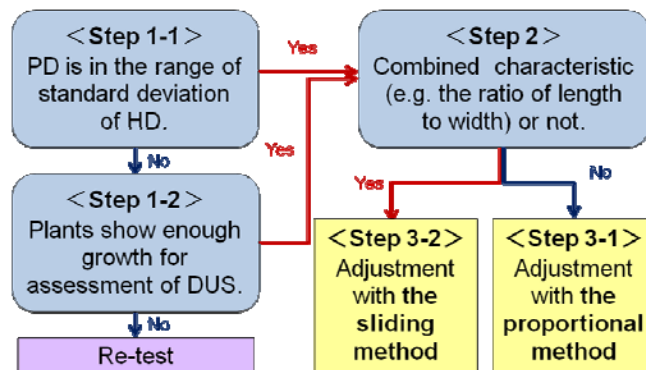 <Step 1-1>
PD is in the range of
standard deviation
of HD.
Yes
<Step 2>
Combined characteristic
(e.g. the ratio of length
to width) or not.
No
Yes
<Step 1-2>
Plants show enough
growth for
assessment of DUS.
Yes
No
<Step 3-2>
Adjustment
with the
sliding
method
<Step 3-1>
Adjustment
with the
proportional
method
No
Re-test